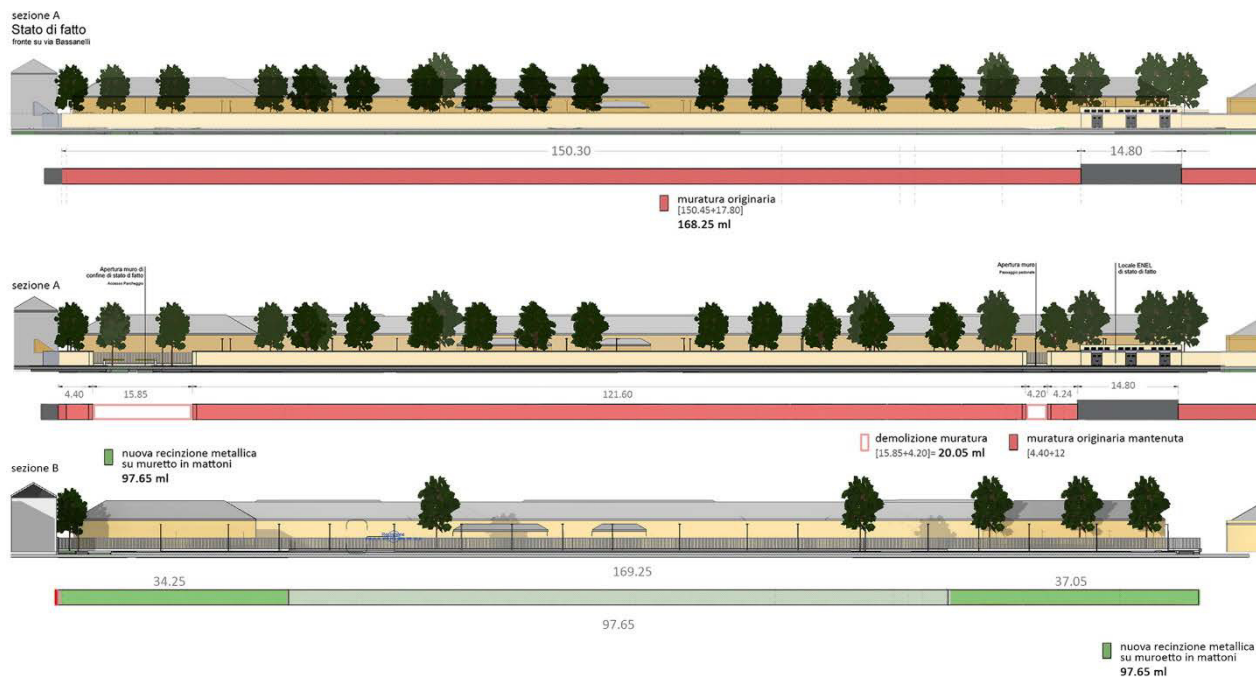 sezione A
Stato di fatto
fronte su via Bassanelli
150.30
14.80
muratura originaria
[150.45+17.80]
168.25 ml
sezione A
Apertura muro di
confine di stato d fatto
Accesso Parcheggio
Apertura muro
Passaggio pedonale
Locale ENEL
di stato di fatto
4.40
15.85
121.60
4.20
4.24
14.80
demolizione muratura
[15.85+4.20]= 20.05 ml
muratura originaria mantenuta
[4.40+12
nuova recinzione metallica
su muretto in mattoni
97.65 ml
sezione B
169.25
34.25
37.05
97.65
nuova recinzione metallica
su muroetto in mattoni
97.65 ml